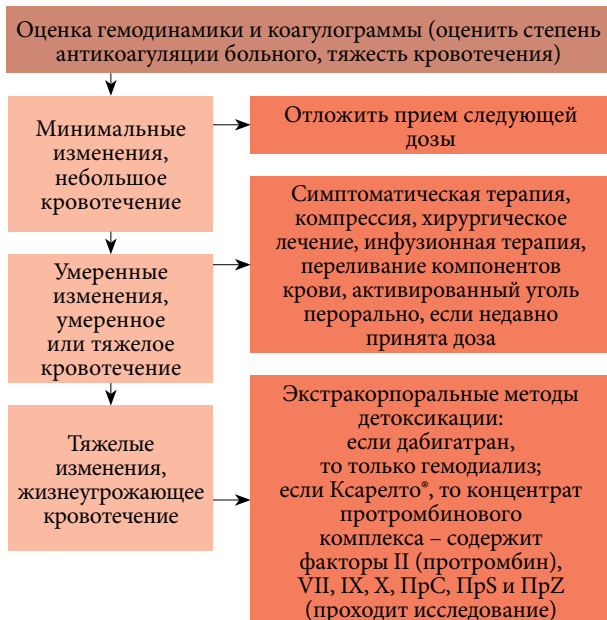 Оценка гемодинамики и коагулограммы (оценить степень
антикоагуляции больного, тяжесть кровотечения)
Минимальные
изменения,
небольшое
кровотечение
Отложить прием следующей
дозы
Умеренные
изменения,
умеренное
или тяжелое
кровотечение
Симптоматическая терапия,
компрессия, хирургическое
лечение, инфузионная терапия,
переливание компонентов
крови, активированный уголь
перорально, если недавно
принята доза
Тяжелые
изменения,
жизнеугрожающее
кровотечение
Экстракорпоральные методы
детоксикации:
если дабигатран,
то только гемодиализ;
если Ксарелто®, то концентрат
протромбинового
комплекса – содержит
факторы II (протромбин),
VII, IX, X, ПрС, ПрS и ПрZ
(проходит исследование)